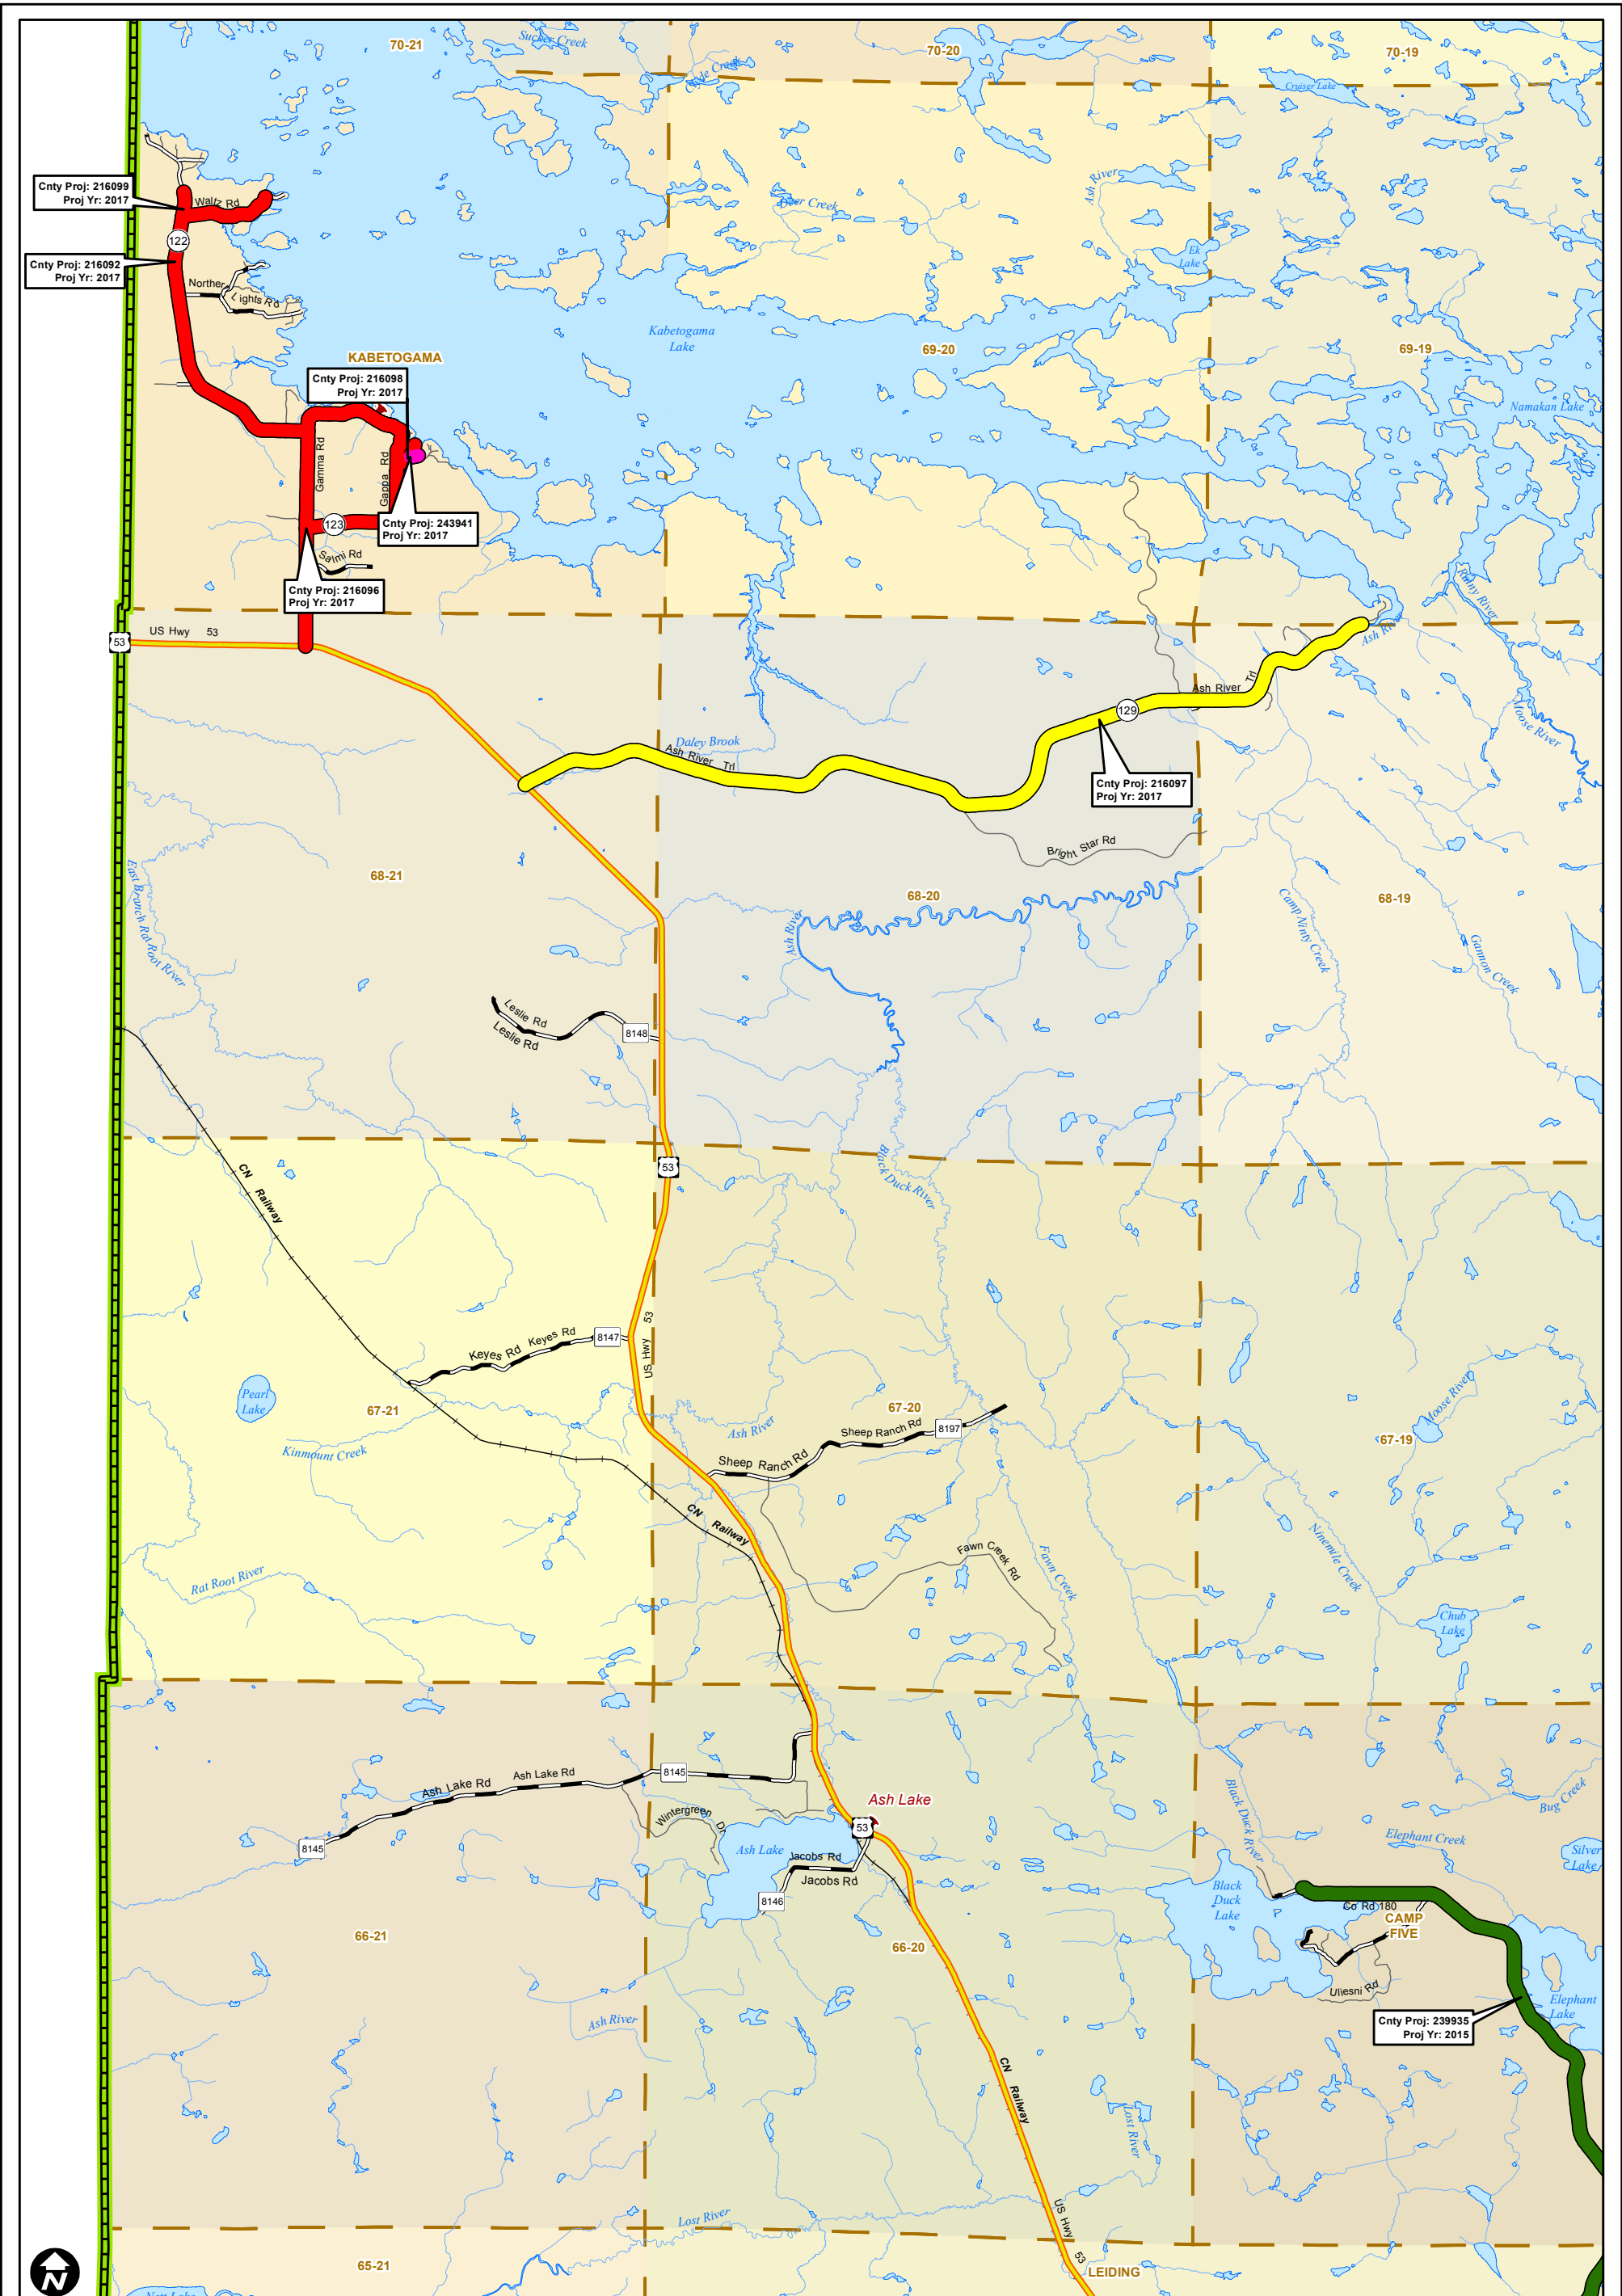 70-21
Sucker Creek
70-20
70-19
Cruiser Lake
Cnty Proj: 216099
Proj Yr: 2017
Waltz Rd
122
Cnty Proj: 216092
Proj Yr: 2017
Norther
Lights Rd
Ash River
Deer Creek
Ek
Lake
Kabetogama
Lake
KABETOGAMA
69-20
69-19
Namakan Lake
Cnty Proj: 216098
Proj Yr: 2017
Gamma Rd
Gappa Rd
123
Cnty Proj: 243941
Proj Yr: 2017
Salmi Rd
Cnty Proj: 216096
Proj Yr: 2017
Rainy River
53
US Hwy 53
Ash River Trl
129
Moose River
Daley Brook
Ash River Trl
Cnty Proj: 216097
Proj Yr: 2017
Bright Star Rd
68-21
68-20
68-19
East Branch Rat Root River
Ash River
Camp Ninty Creek
Gannon Creek
Leslie Rd
Leslie Rd
8148
53
Black Duck River
CN Railway
US Hwy 53
Keyes Rd
Keyes Rd
8147
Pearl
Lake
67-21
Kinmount Creek
67-20
Ash River
Sheep Ranch Rd
Sheep Ranch Rd
8197
Moose River
67-19
CN Railway
Fawn Creek Rd
Fawn Creek
Ninemile Creek
Rat Root River
Chub
Lake
Ash Lake Rd
Ash Lake Rd
8145
8145
Wintergreen Dr
Ash Lake
53
Ash Lake
Jacobs Rd
Jacobs Rd
8146
Black Duck River
Bug Creek
Elephant Creek
Silver
Lake
Black
Duck
Lake
Co Rd 180
CAMP
FIVE
66-21
66-20
Uliesni Rd
Elephant
Lake
Cnty Proj: 239935
Proj Yr: 2015
Ash River
CN Railway
Lost River
Lost River
US Hwy 53
65-21
LEIDING
N